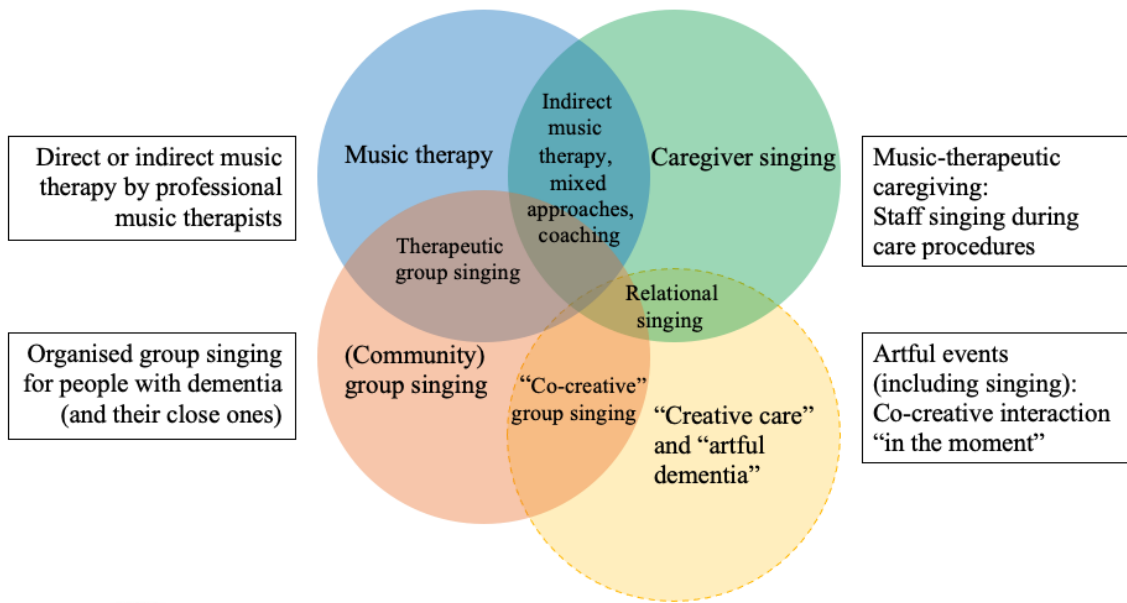 Direct or indirect music
therapy by professional
music therapists
Music therapy
Indirect
music
therapy,
mixed
approaches,
coaching
Caregiver singing
Music-therapeutic
caregiving:
Staff singing during
care procedures
Therapeutic
group singing
Relational
singing
Organised group singing
for people with dementia
(and their close ones)
(Community)
group singing
“Co-creative”
group singing
“Creative care”
and “artful
dementia”
Artful events
(including singing):
Co-creative interaction
“in the moment”